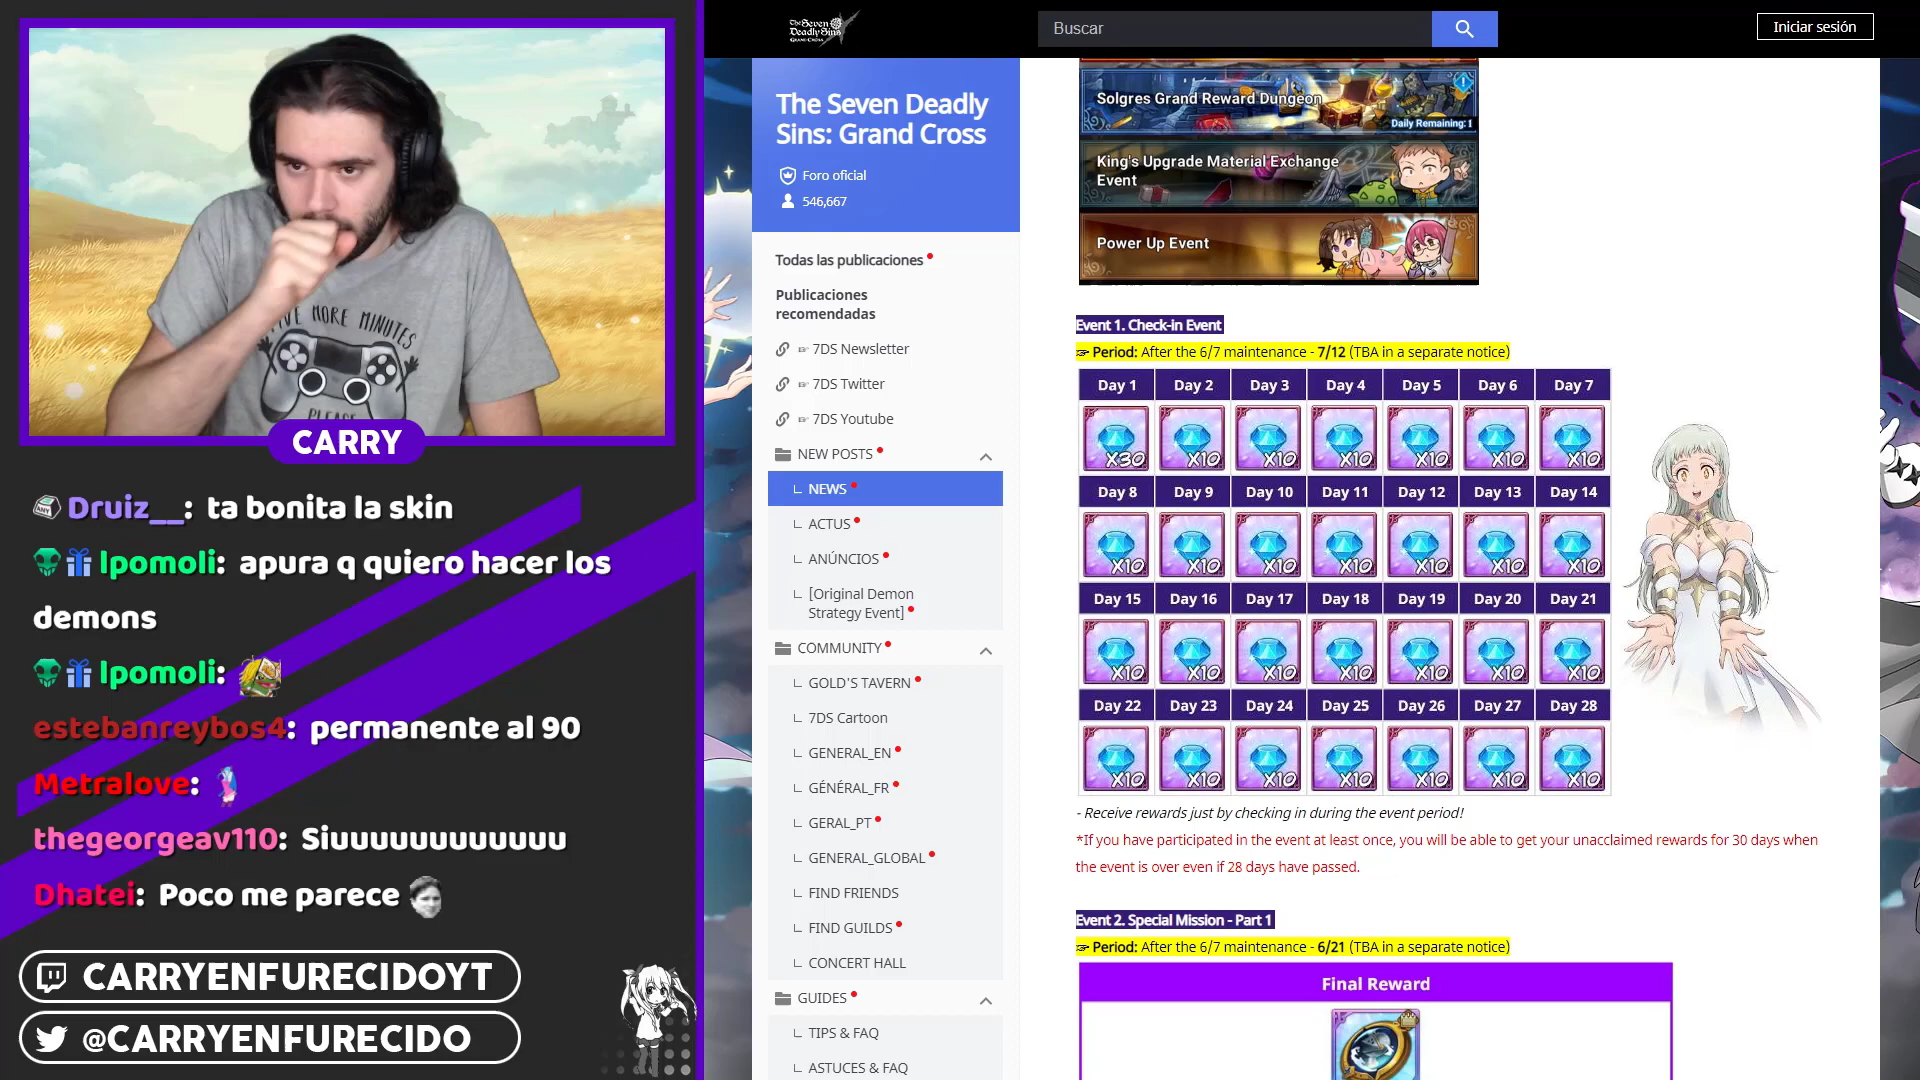 FIVE MORE MINUTES
PLEASE
CARRY
Druiz__: ta bonita la skin
lpomoli: apura q quiero hacer los
demons
lpomoli:
estebanreybos4: permanente al 90
Metralove:
thegeorgeav110: Siuuuuuuuuuuuu
Dhatei: Poco me parece
CARRYENFURECIDOYT
@CARRYENFURECIDO
The Seven
Deadly Sins
GRAND CROSS
Buscar
Iniciar sesión
The Seven Deadly
Sins: Grand Cross
Foro oficial
546,667
Todas las publicaciones
Publicaciones
recomendadas
☞ 7DS Newsletter
☞ 7DS Twitter
☞ 7DS Youtube
NEW POSTS
NEWS
ACTUS
ANÚNCIOS
[Original Demon
Strategy Event]
COMMUNITY
GOLD'S TAVERN
7DS Cartoon
GENERAL_EN
GÉNÉRAL_FR
GERAL_PT
GENERAL_GLOBAL
FIND FRIENDS
FIND GUILDS
CONCERT HALL
GUIDES
TIPS & FAQ
ASTUCES & FAQ
Solgres Grand Reward Dungeon
Daily Remaining: 1
King's Upgrade Material Exchange
Event
Power Up Event
Event 1. Check-in Event
☞ Period: After the 6/7 maintenance - 7/12 (TBA in a separate notice)
Day 1 Day 2 Day 3 Day 4 Day 5 Day 6 Day 7
X30 X10 X10 X10 X10 X10 X10
Day 8 Day 9 Day 10 Day 11 Day 12 Day 13 Day 14
X10 X10 X10 X10 X10 X10 X10
Day 15 Day 16 Day 17 Day 18 Day 19 Day 20 Day 21
X10 X10 X10 X10 X10 X10 X10
Day 22 Day 23 Day 24 Day 25 Day 26 Day 27 Day 28
X10 X10 X10 X10 X10 X10 X10
- Receive rewards just by checking in during the event period!
*If you have participated in the event at least once, you will be able to get your unacclaimed rewards for 30 days when
the event is over even if 28 days have passed.
Event 2. Special Mission - Part 1
☞ Period: After the 6/7 maintenance - 6/21 (TBA in a separate notice)
Final Reward